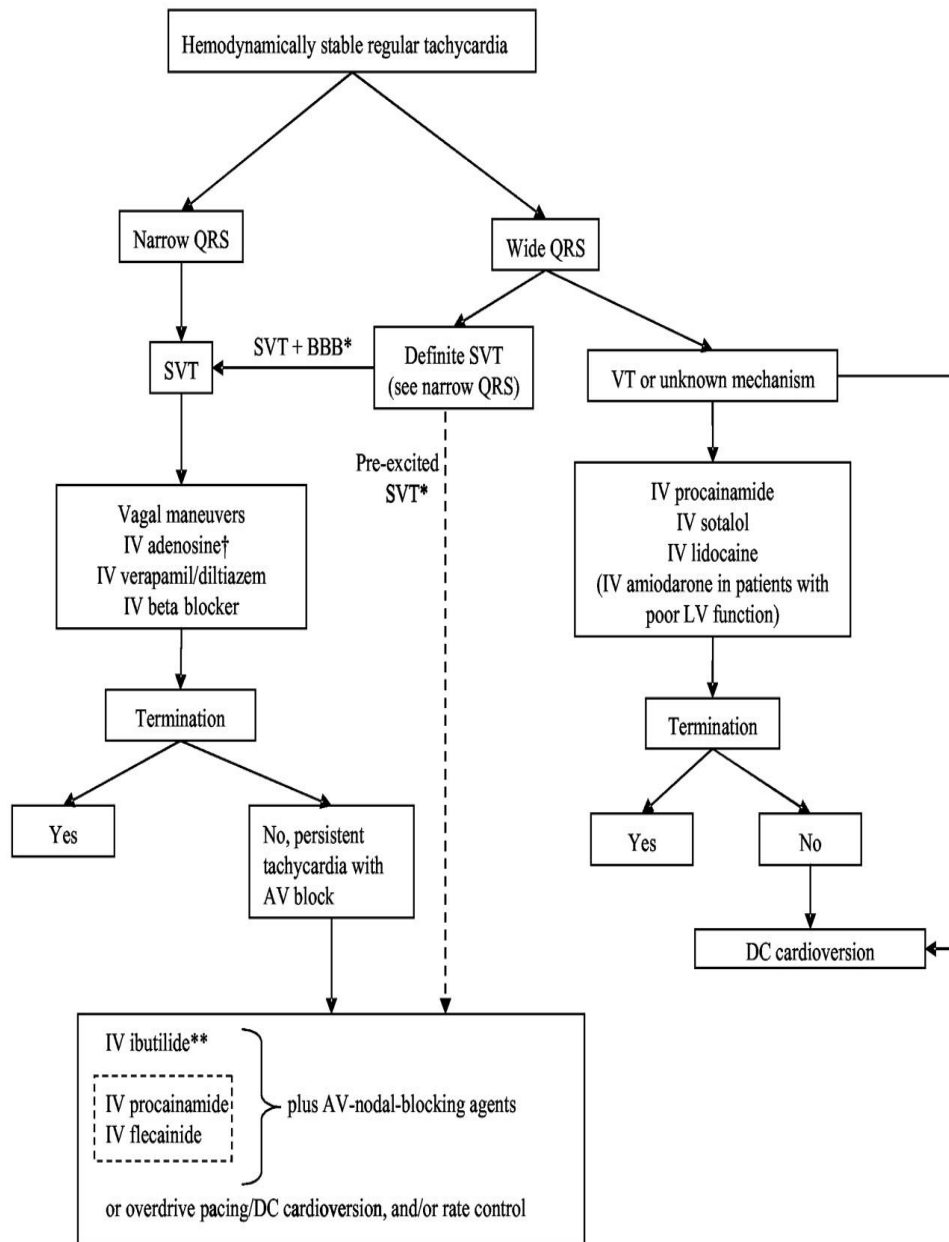 Hemodynamically stable regular tachycardia
Narrow QRS
Wide QRS
SVT + BBB*
SVT
Definite SVT
(see narrow QRS)
VT or unknown mechanism
Pre-excited
SVT*
Vagal maneuvers
IV adenosine†
IV verapamil/diltiazem
IV beta blocker
IV procainamide
IV sotalol
IV lidocaine
(IV amiodarone in patients with
poor LV function)
Termination
Termination
Yes
No, persistent
tachycardia with
AV block
Yes
No
DC cardioversion
IV ibutilide**
IV procainamide
IV flecainide
plus AV-nodal-blocking agents
or overdrive pacing/DC cardioversion, and/or rate control